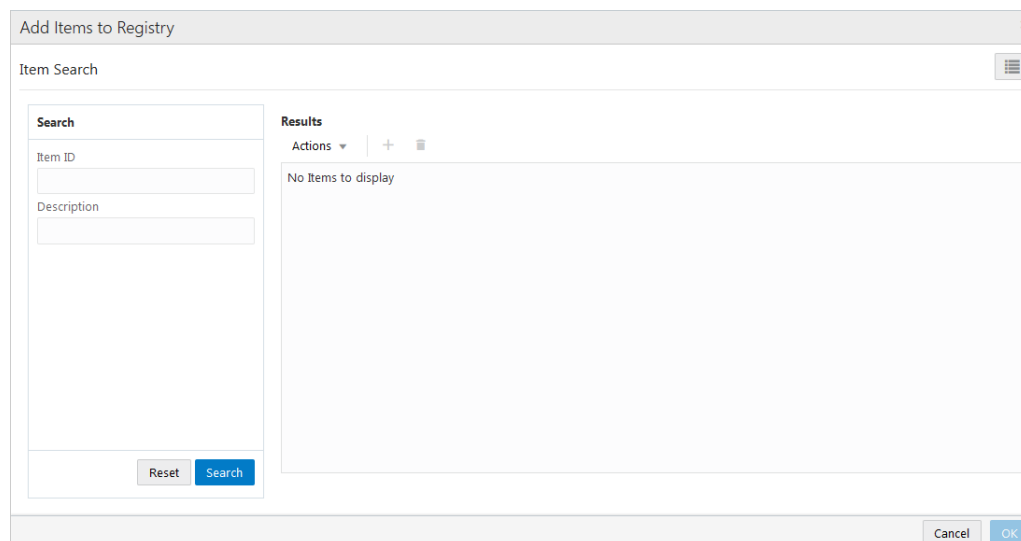 Add Items to Registry
Item Search
Search
Item ID
Description
Reset Search
Results
Actions
No Items to display
Cancel OK